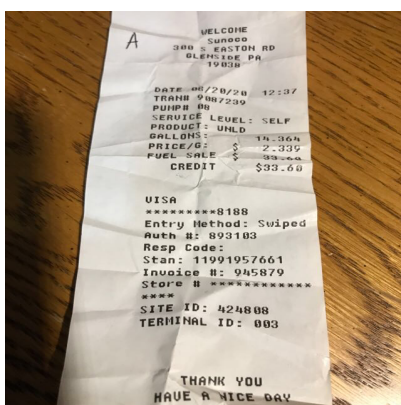 A
WELCOME
Sunoco
300 S EASTON RD
GLENSIDE PA
19038
DATE 06/20/20 12:37
TRAN# 9087239
PUMP# 08
SERVICE LEVEL: SELF
PRODUCT: UNLD
GALLONS: 14.364
PRICE/G: $ 2.339
FUEL SALE $ 33.60
CREDIT $33.60
VISA
*********8188
Entry Method: Swiped
Auth #: 893103
Resp Code:
Stan: 11991957661
Invoice #: 945879
Store # ************
****
SITE ID: 424808
TERMINAL ID: 003
THANK YOU
HAVE A NICE DAY